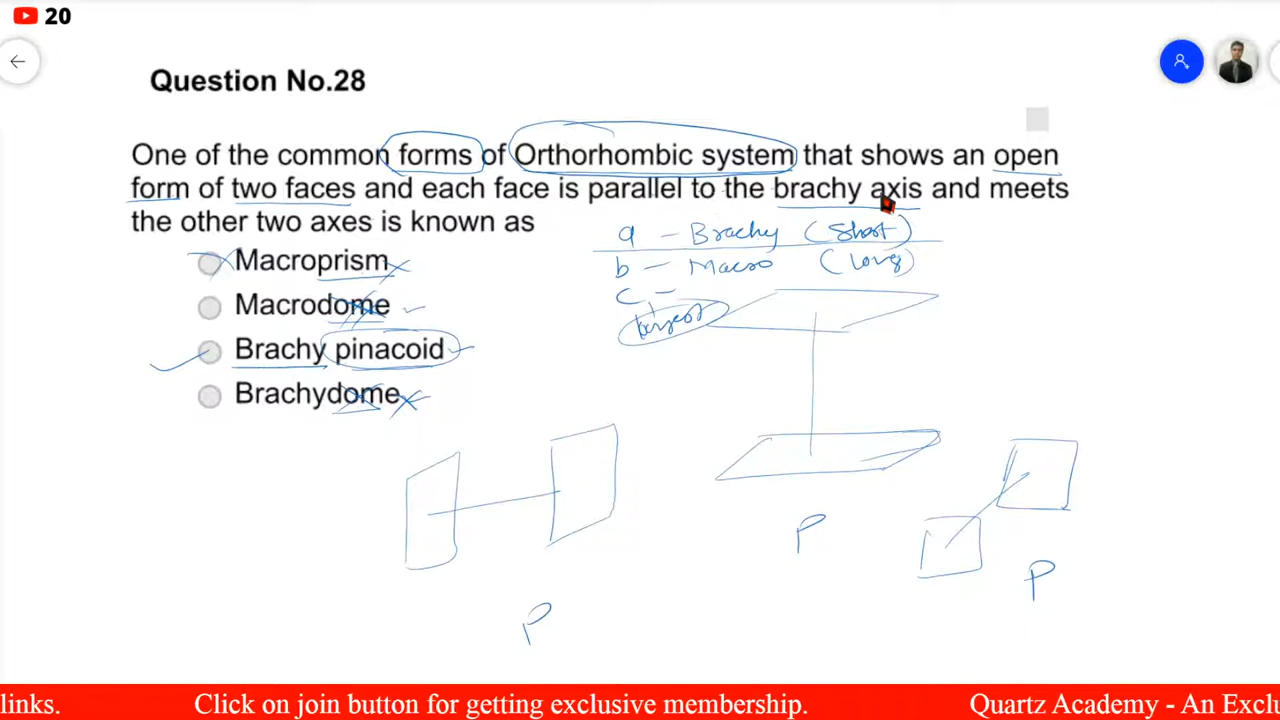 20
Question No.28
One of the common forms of Orthorhombic system that shows an open
form of two faces and each face is parallel to the brachy axis and meets
the other two axes is known as
a - Brachy (Short)
b - Macro (long)
c -
largest
Macroprism
Macrodome
Brachy pinacoid
Brachydome
P
P
P
links. Click on join button for getting exclusive membership. Quartz Academy - An Exclu